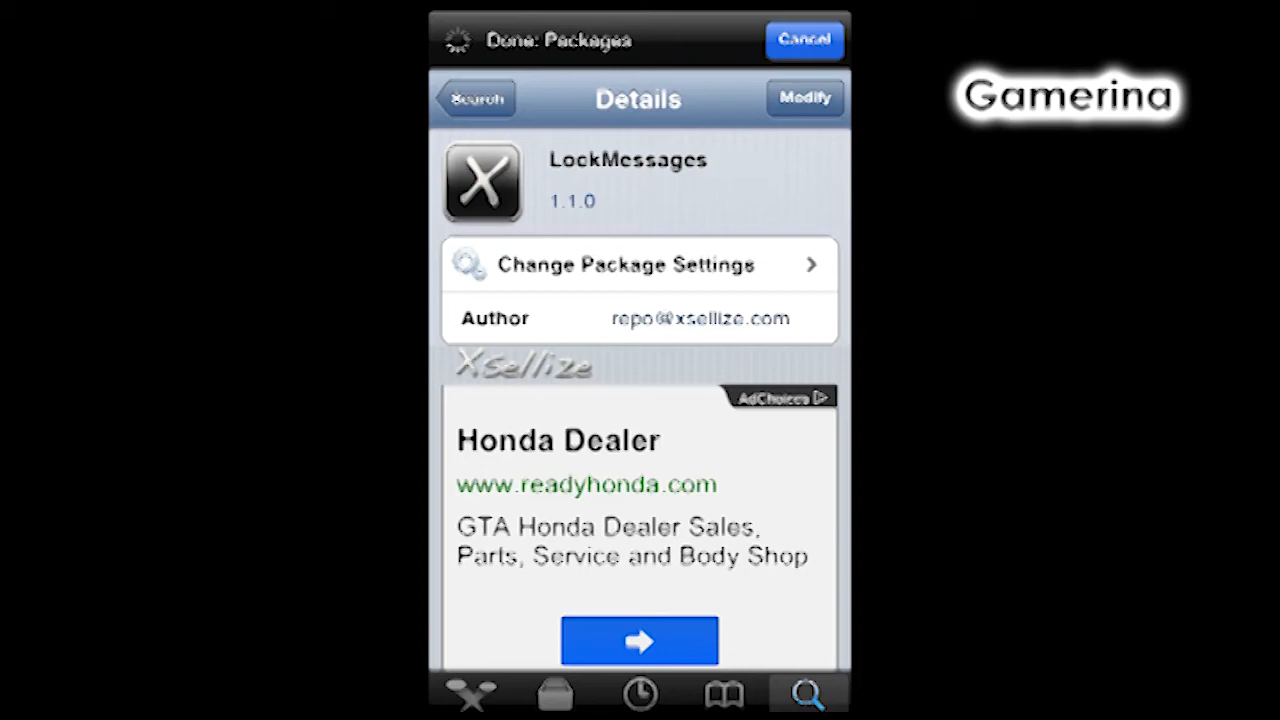 Done: Packages
Cancel
Search
Details
Modify
Gamerina
LockMessages
1.1.0
Change Package Settings
Author
repo@xsellize.com
Xsellize
AdChoices
Honda Dealer
www.readyhonda.com
GTA Honda Dealer Sales,
Parts, Service and Body Shop